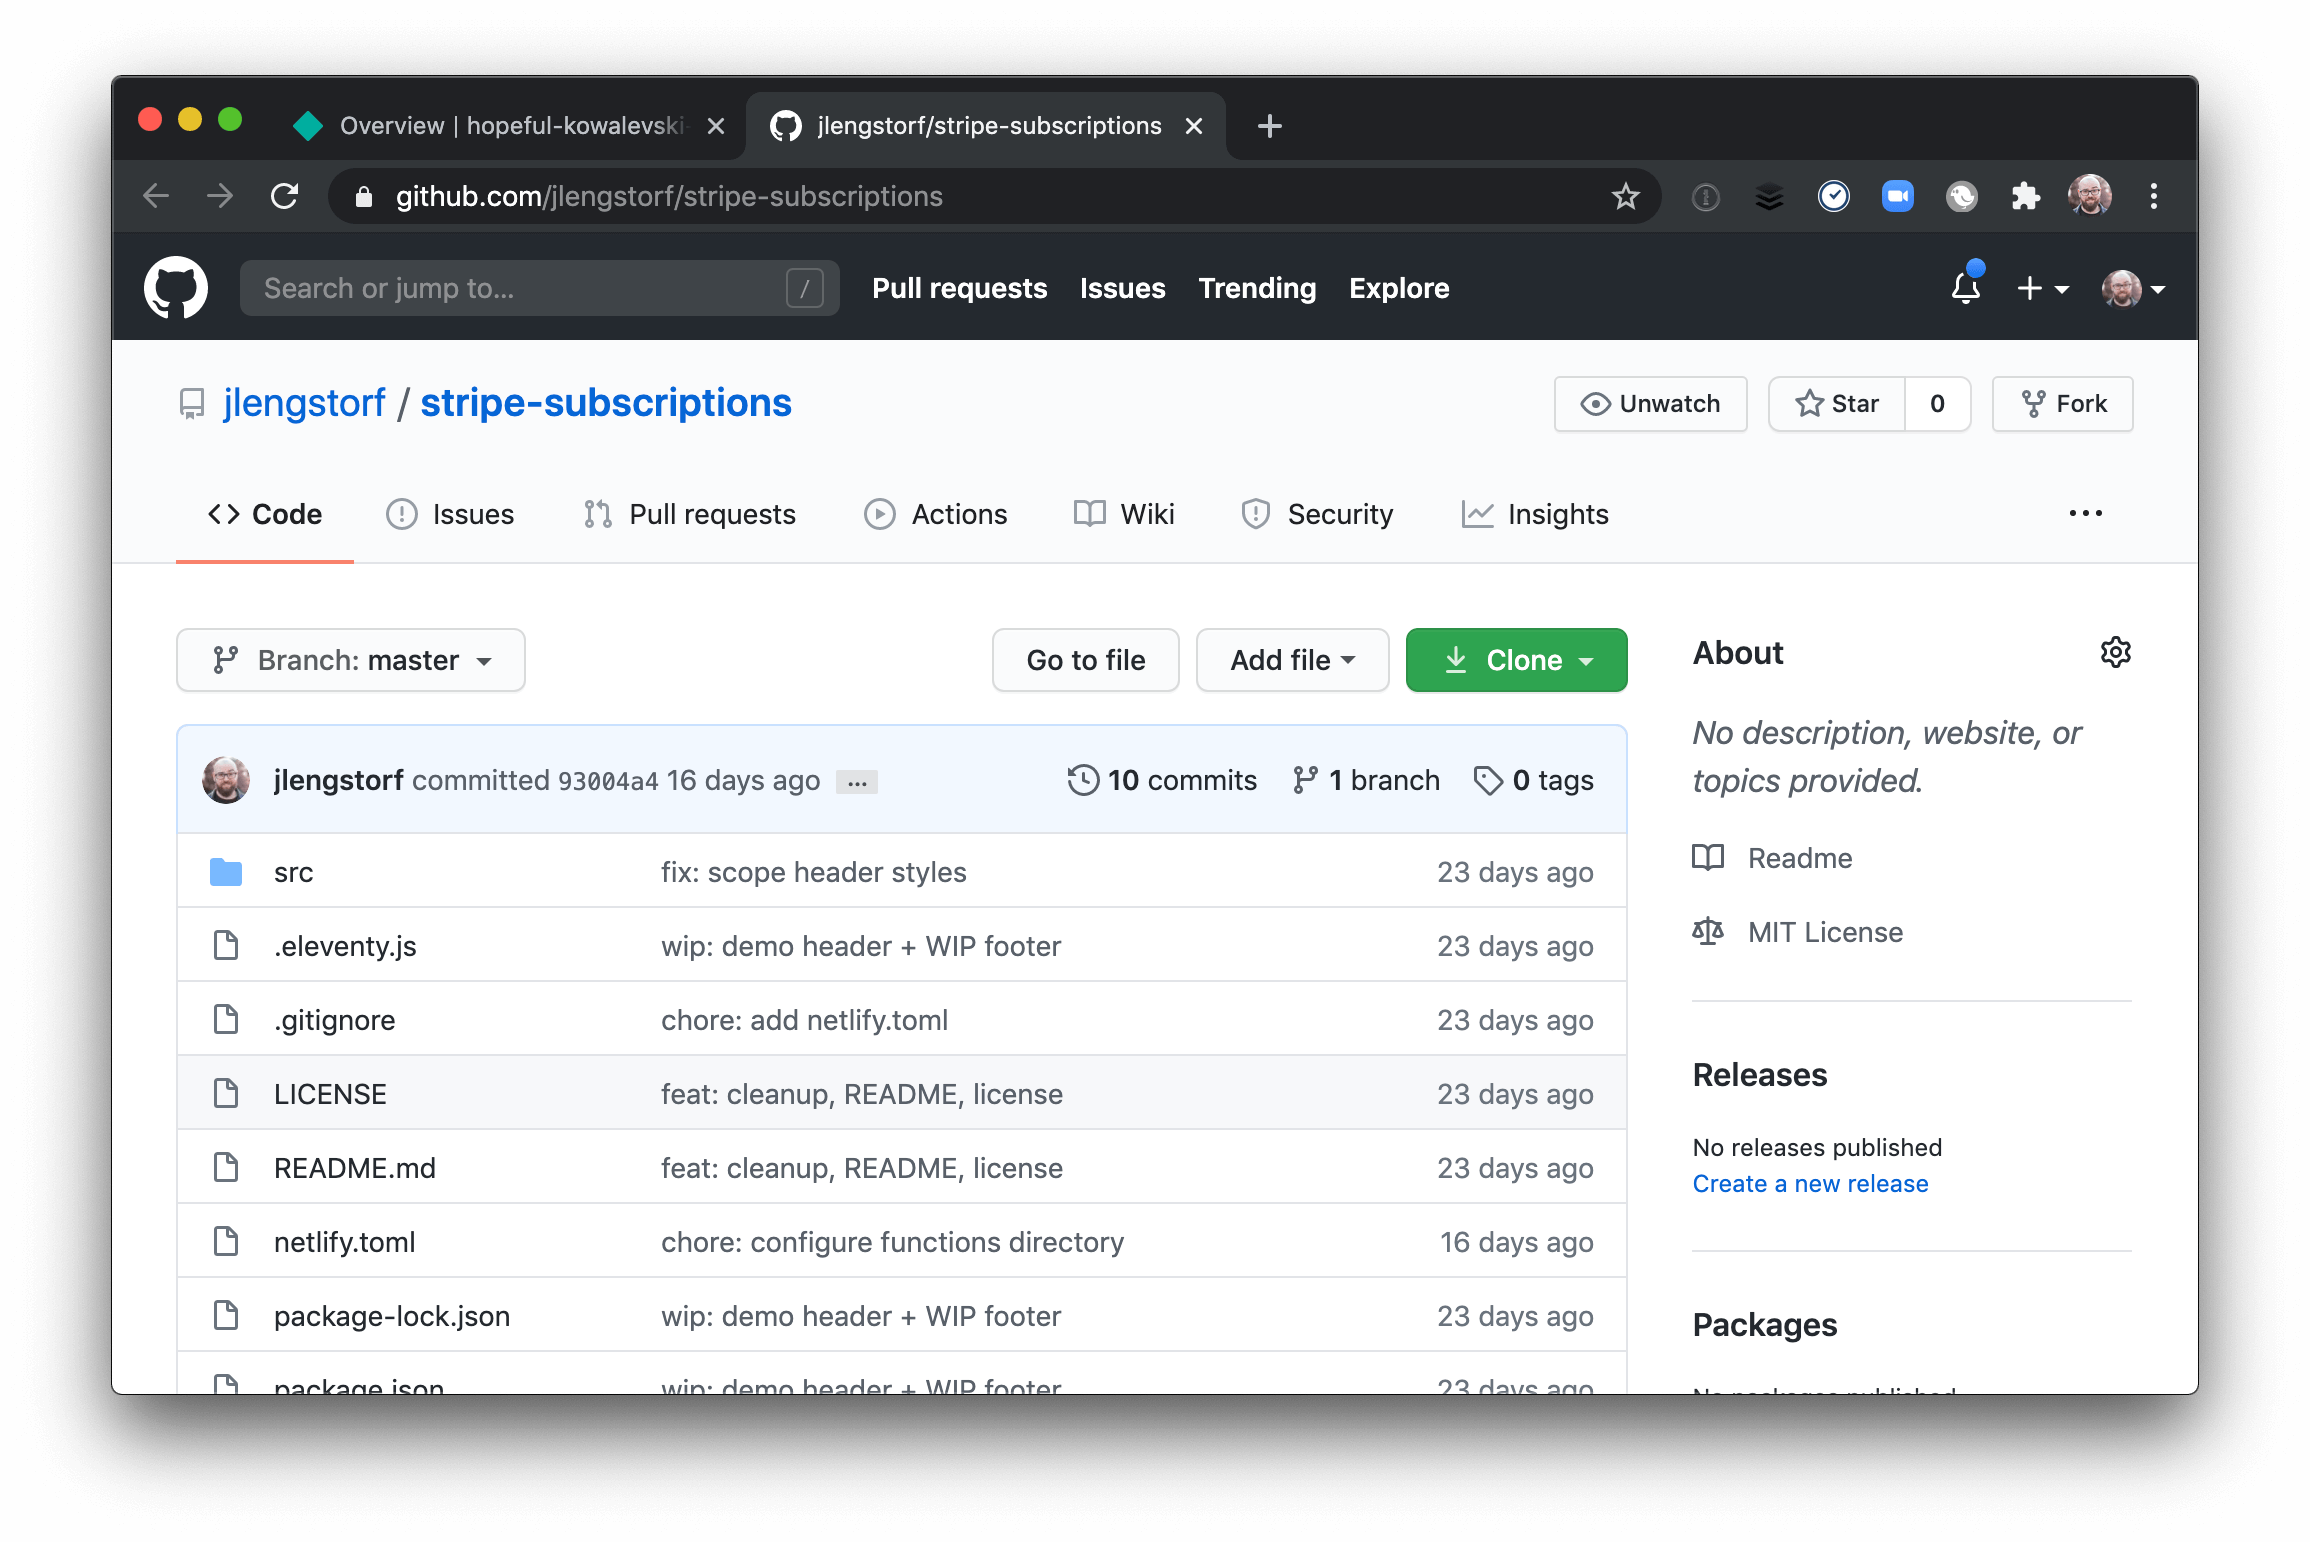 Overview | hopeful-kowalevski-
jlengstorf/stripe-subscriptions
github.com/jlengstorf/stripe-subscriptions
Search or jump to... /
Pull requests Issues Trending Explore
jlengstorf / stripe-subscriptions
Unwatch Star 0 Fork
Code Issues Pull requests Actions Wiki Security Insights
Branch: master Go to file Add file Clone
jlengstorf committed 93004a4 16 days ago ... 10 commits 1 branch 0 tags
src fix: scope header styles 23 days ago
.eleventy.js wip: demo header + WIP footer 23 days ago
.gitignore chore: add netlify.toml 23 days ago
LICENSE feat: cleanup, README, license 23 days ago
README.md feat: cleanup, README, license 23 days ago
netlify.toml chore: configure functions directory 16 days ago
package-lock.json wip: demo header + WIP footer 23 days ago
package.json wip: demo header + WIP footer 23 days ago
About
No description, website, or
topics provided.
Readme
MIT License
Releases
No releases published
Create a new release
Packages
No packages published